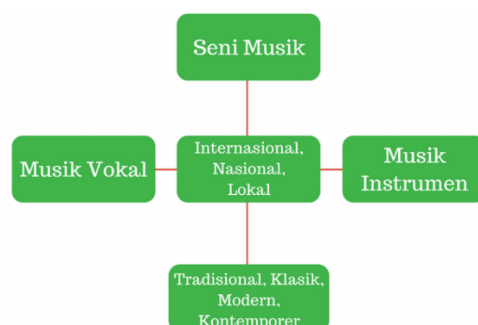 Seni Musik
Musik Vokal
Internasional,
Nasional,
Lokal
Musik
Instrumen
Tradisional, Klasik,
Modern,
Kontemporer